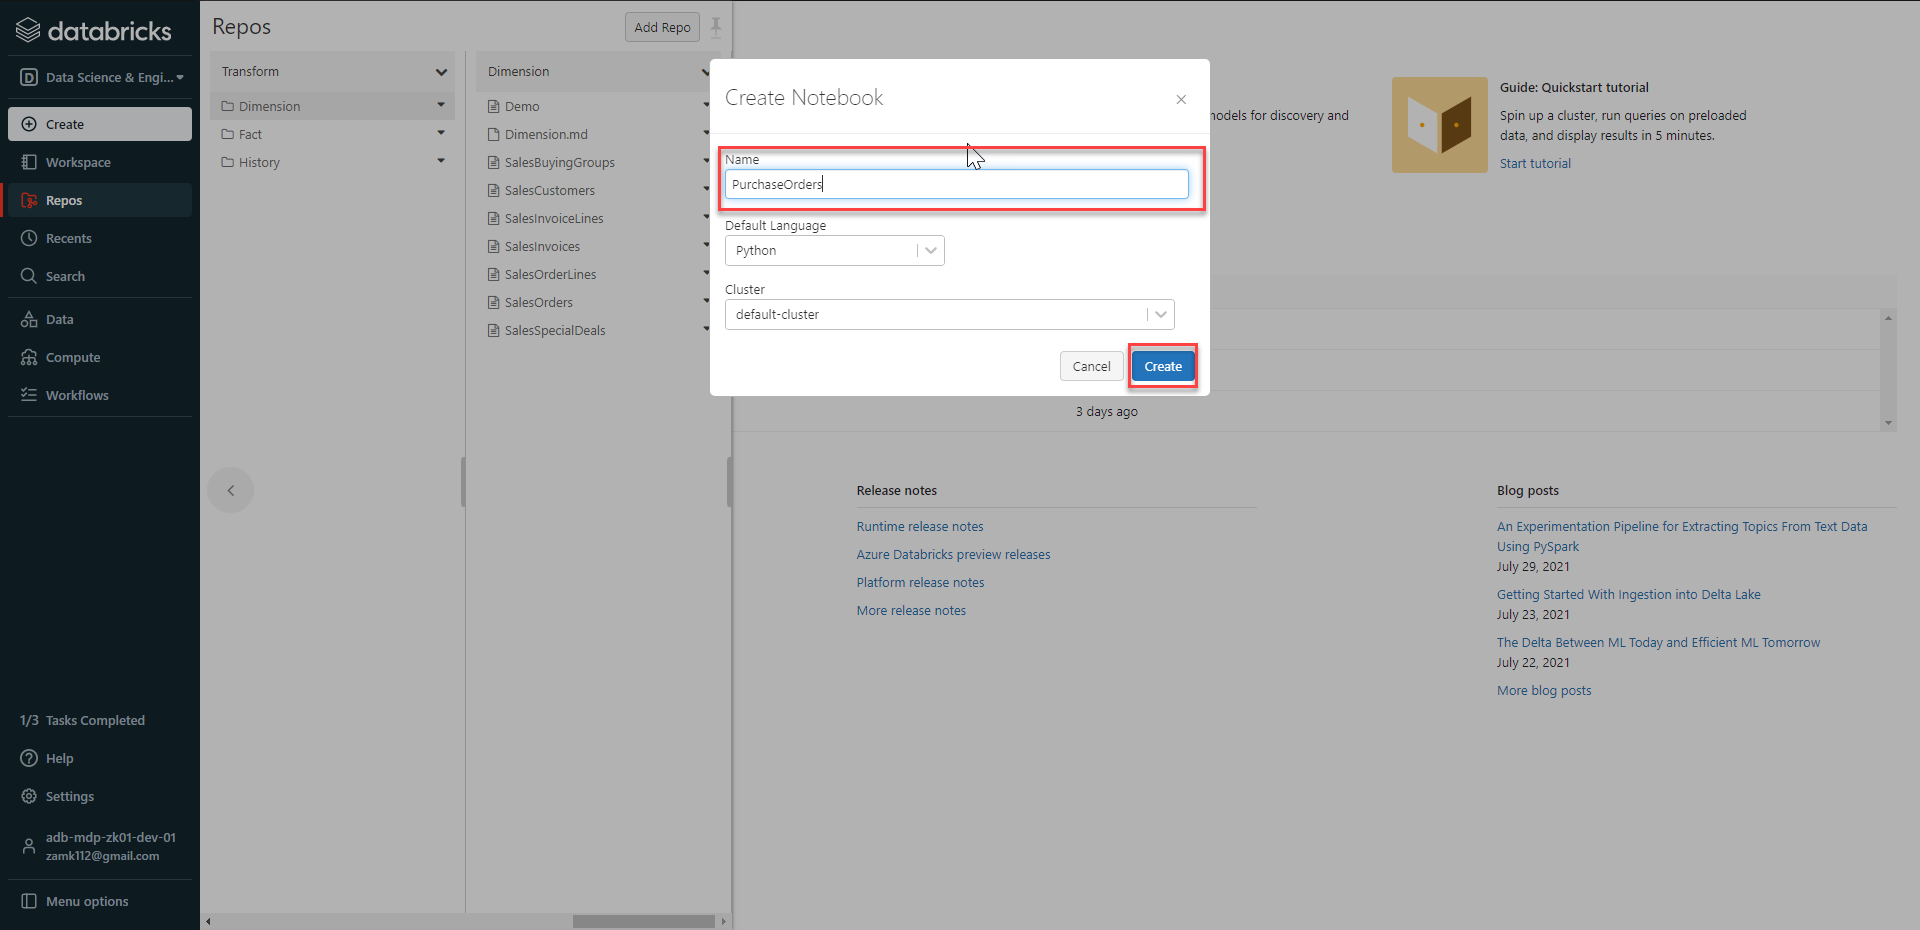 databricks
Data Science & Engi...
Create
Workspace
Repos
Recents
Search
Data
Compute
Workflows
1/3 Tasks Completed
Help
Settings
adb-mdp-zk01-dev-01
zamk112@gmail.com
Menu options
Repos
Add Repo
Transform
Dimension
Fact
History
Dimension
Demo
Dimension.md
SalesBuyingGroups
SalesCustomers
SalesInvoiceLines
SalesInvoices
SalesOrderLines
SalesOrders
SalesSpecialDeals
Create Notebook
Name
PurchaseOrders
Default Language
Python
Cluster
default-cluster
Cancel
Create
for discovery and
Guide: Quickstart tutorial
Spin up a cluster, run queries on preloaded
data, and display results in 5 minutes.
Start tutorial
3 days ago
Release notes
Runtime release notes
Azure Databricks preview releases
Platform release notes
More release notes
Blog posts
An Experimentation Pipeline for Extracting Topics From Text Data
Using PySpark
July 29, 2021
Getting Started With Ingestion into Delta Lake
July 23, 2021
The Delta Between ML Today and Efficient ML Tomorrow
July 22, 2021
More blog posts